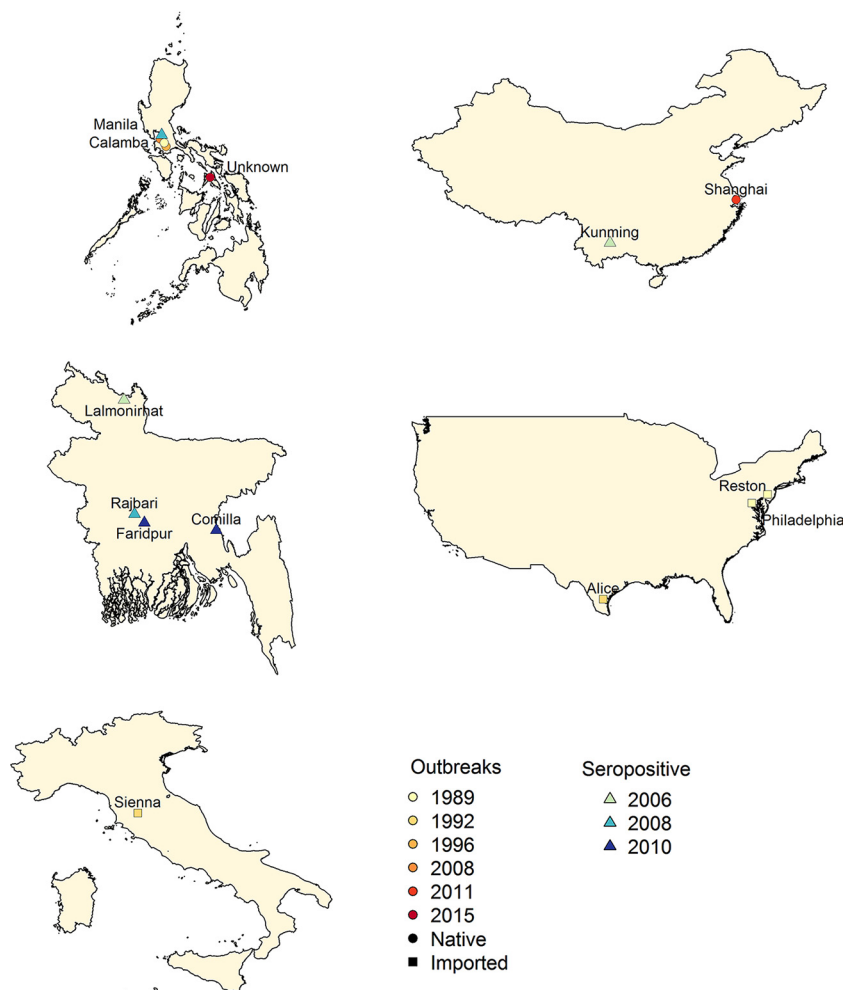 Manila
Calamba
Unknown
Shanghai
Kunming
Lalmonirhat
Rajbari
Faridpur
Comilla
Reston
Philadelphia
Alice
Sienna
Outbreaks
1989
1992
1996
2008
2011
2015
Native
Imported
Seropositive
2006
2008
2010